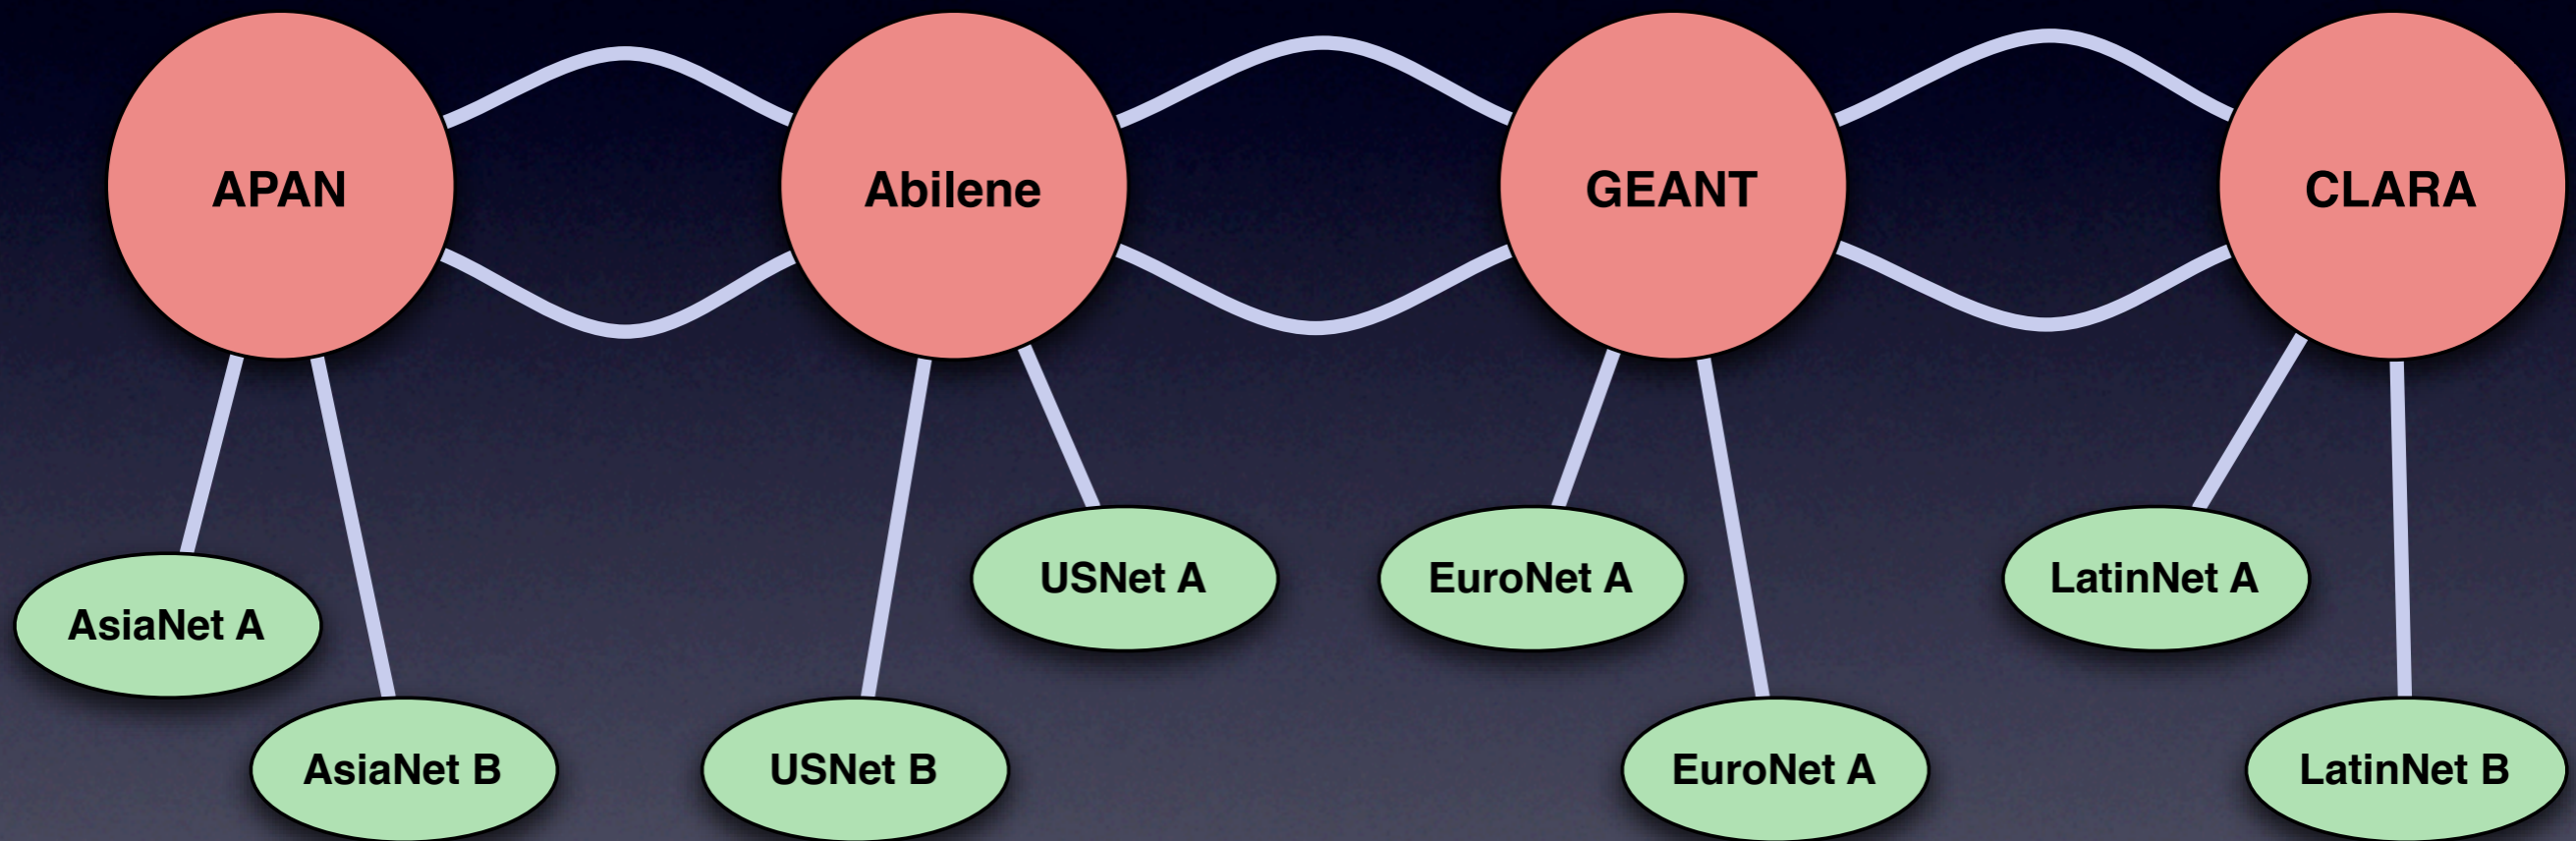 APAN
Abilene
GEANT
CLARA
USNet A
EuroNet A
LatinNet A
AsiaNet A
AsiaNet B
USNet B
EuroNet A
LatinNet B